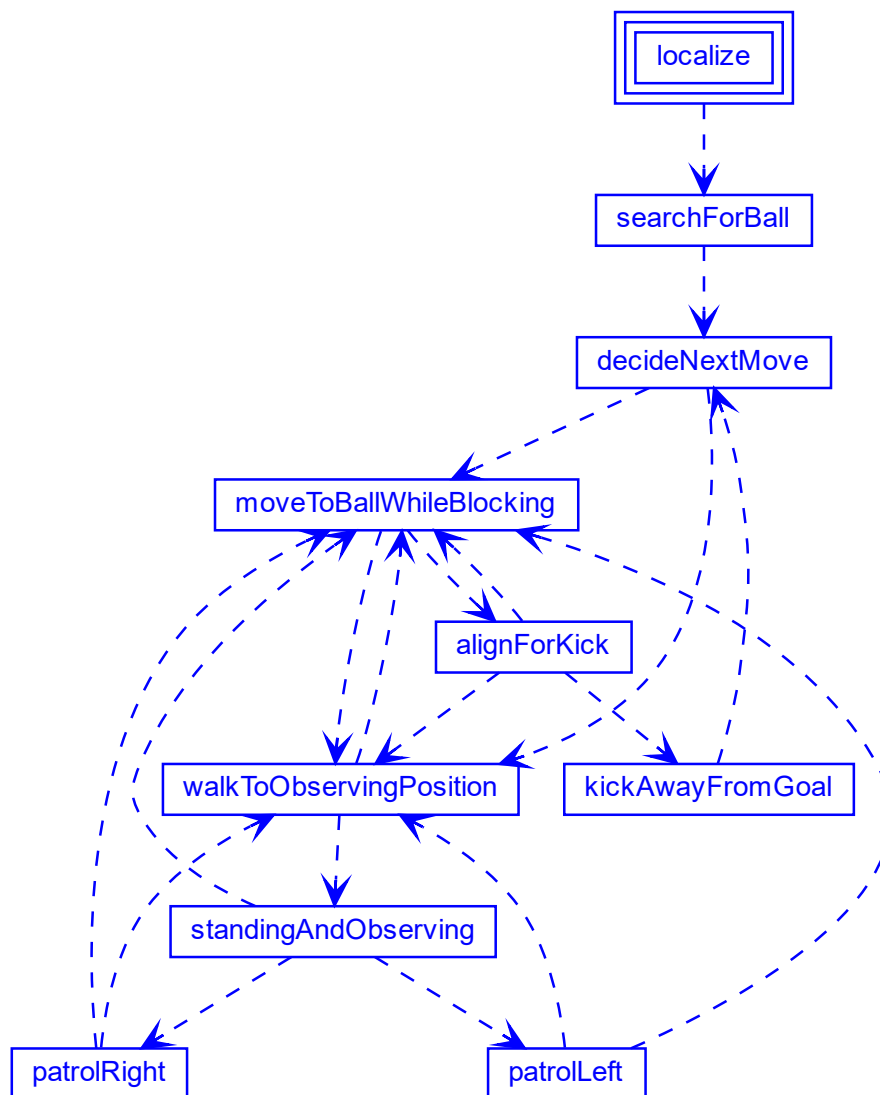 localize
searchForBall
decideNextMove
moveToBallWhileBlocking
alignForKick
walkToObservingPosition
kickAwayFromGoal
standingAndObserving
patrolRight
patrolLeft